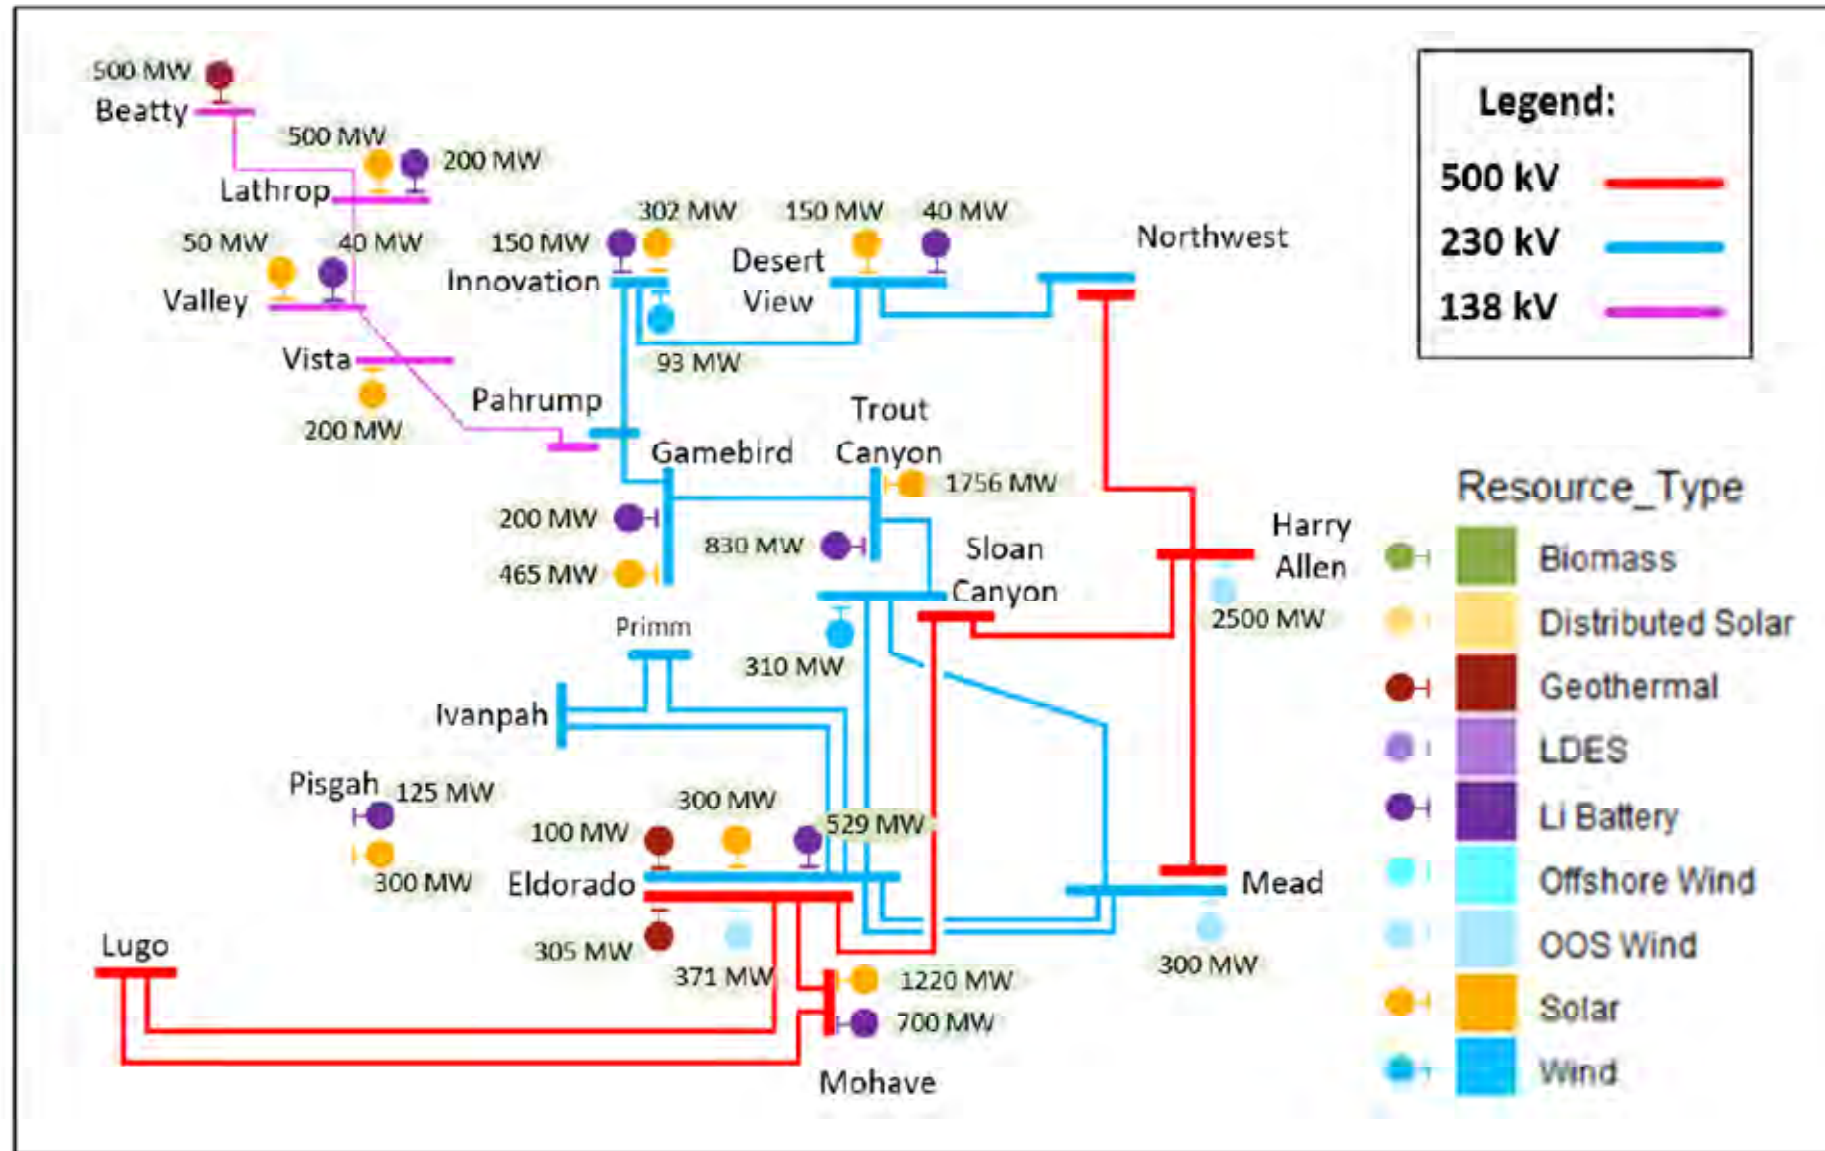 500 MW
Beatty
500 MW
200 MW
Lathrop
50 MW
40 MW
Valley
Vista
200 MW
150 MW
302 MW
Innovation
93 MW
150 MW
40 MW
Desert
View
Northwest
Pahrump
Gamebird
Trout
Canyon
1756 MW
200 MW
830 MW
465 MW
Sloan
Canyon
Harry
Allen
2500 MW
310 MW
Primm
Ivanpah
Pisgah
125 MW
300 MW
100 MW
300 MW
529 MW
Eldorado
Mead
305 MW
371 MW
300 MW
Lugo
1220 MW
700 MW
Mohave
Legend:
500 kV
230 kV
138 kV
Resource_Type
Biomass
Distributed Solar
Geothermal
LDES
Li Battery
Offshore Wind
OOS Wind
Solar
Wind